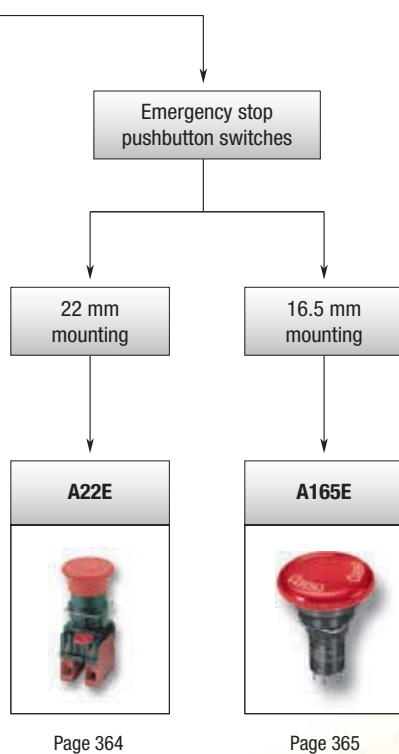 Emergency stop
pushbutton switches
22 mm
mounting
16.5 mm
mounting
A22E
A165E
Page 364
Page 365